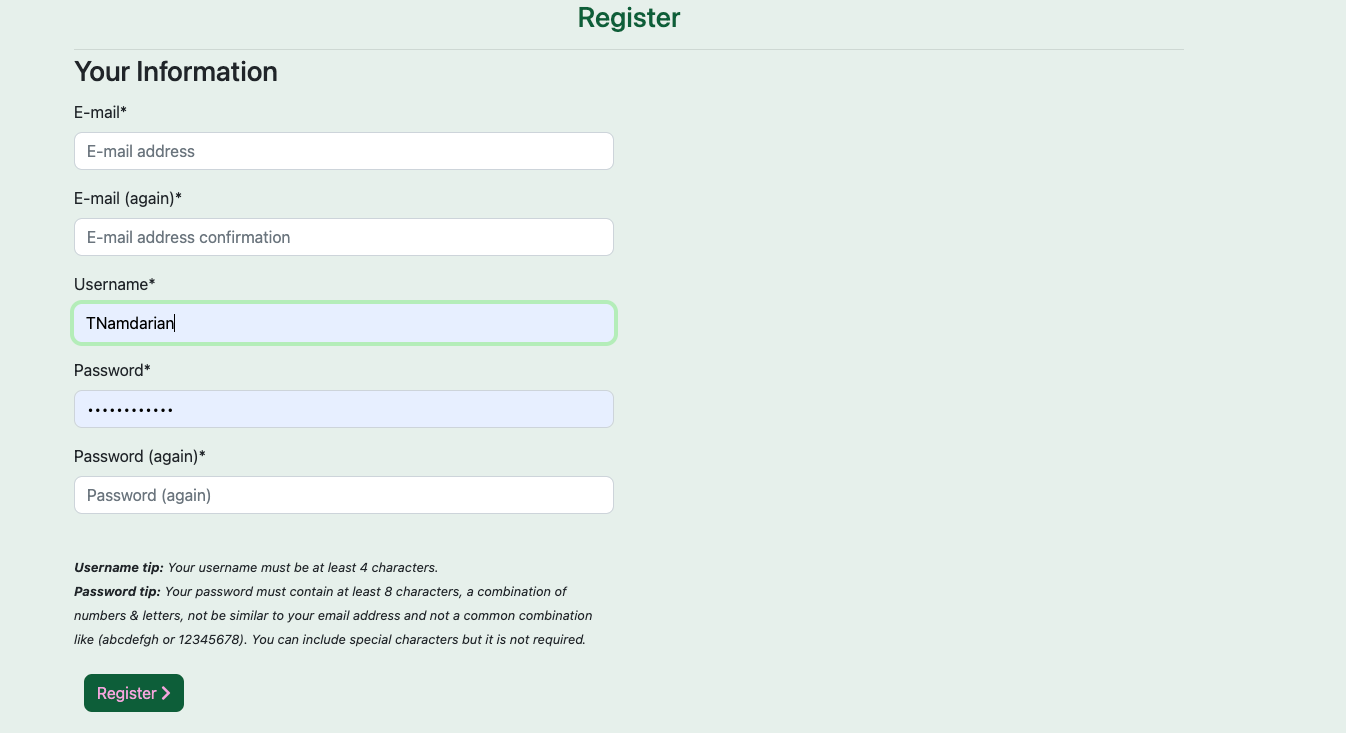 Register
Your Information
E-mail*
E-mail address
E-mail (again)*
E-mail address confirmation
Username*
TNamdarian
Password*
••••••••••••
Password (again)*
Password (again)
Username tip: Your username must be at least 4 characters.
Password tip: Your password must contain at least 8 characters, a combination of
numbers & letters, not be similar to your email address and not a common combination
like (abcdefgh or 12345678). You can include special characters but it is not required.
Register